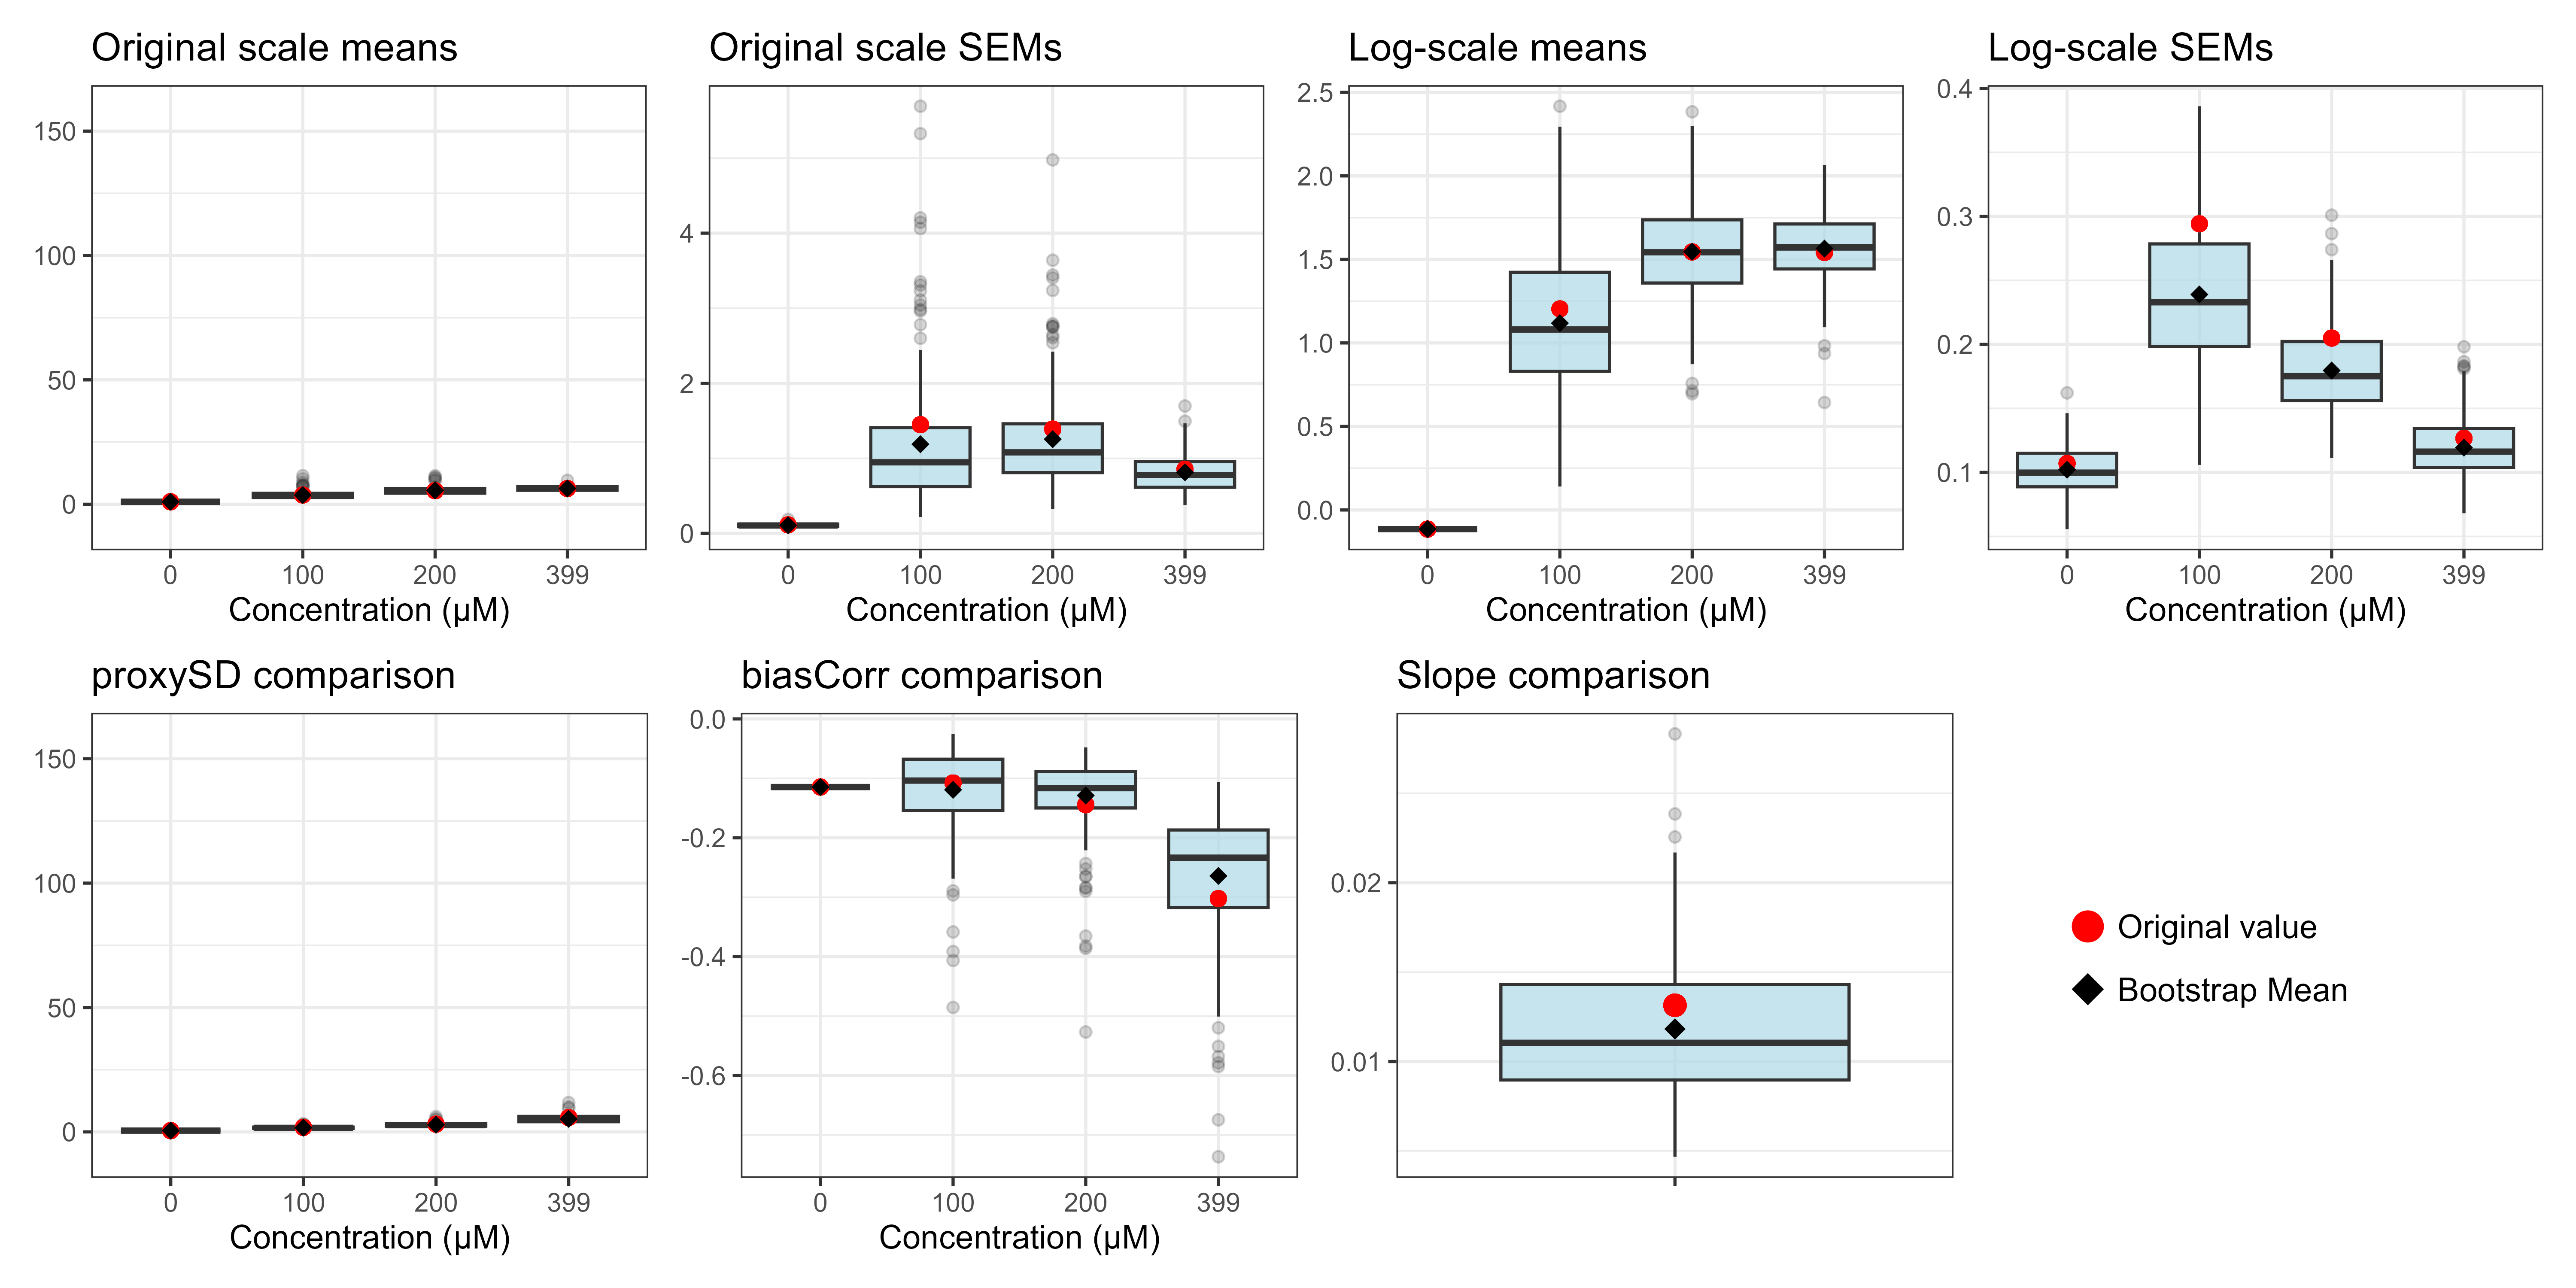 Original scale means
150
100
50
0
0 100 200 399
Concentration (µM)
Original scale SEMs
4
2
0
0 100 200 399
Concentration (µM)
Log-scale means
2.5
2.0
1.5
1.0
0.5
0.0
0 100 200 399
Concentration (µM)
Log-scale SEMs
0.4
0.3
0.2
0.1
0 100 200 399
Concentration (µM)
proxySD comparison
150
100
50
0
0 100 200 399
Concentration (µM)
biasCorr comparison
0.0
-0.2
-0.4
-0.6
0 100 200 399
Concentration (µM)
Slope comparison
0.02
0.01
Original value
Bootstrap Mean